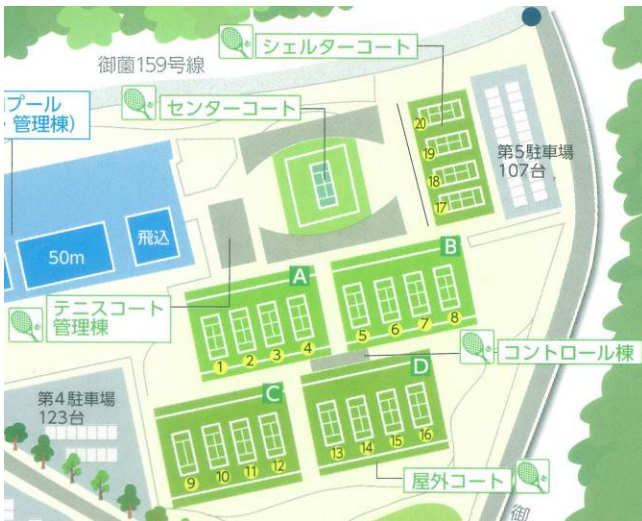 御薗159号線
シェルターコート
センターコート
プール
管理棟)
50m
飛込
テニスコート
管理棟
第5駐車場
107台
20
19
18
17
A
B
1
2
3
4
5
6
7
8
コントロール棟
C
D
9
10
11
12
13
14
15
16
第4駐車場
123台
屋外コート
御